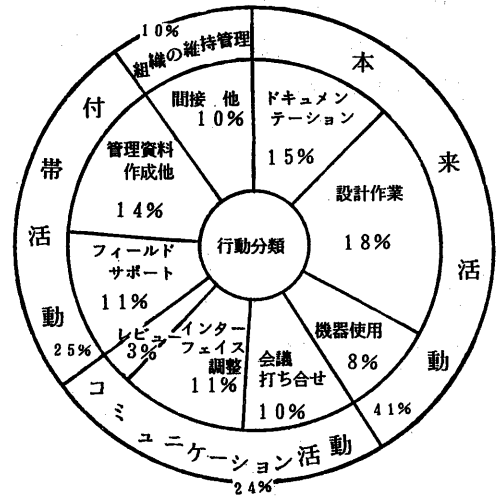 行動分類
本来活動
41%
ドキュメン
テーション
15%
設計作業
18%
機器使用
8%
コミュニケーション活動
24%
会議
打ち合せ
10%
インター
フェイス
調整
11%
レビュー
3%
付帯活動
25%
フィールド
サポート
11%
管理資料
作成他
14%
組織の維持管理
10%
間接 他
10%